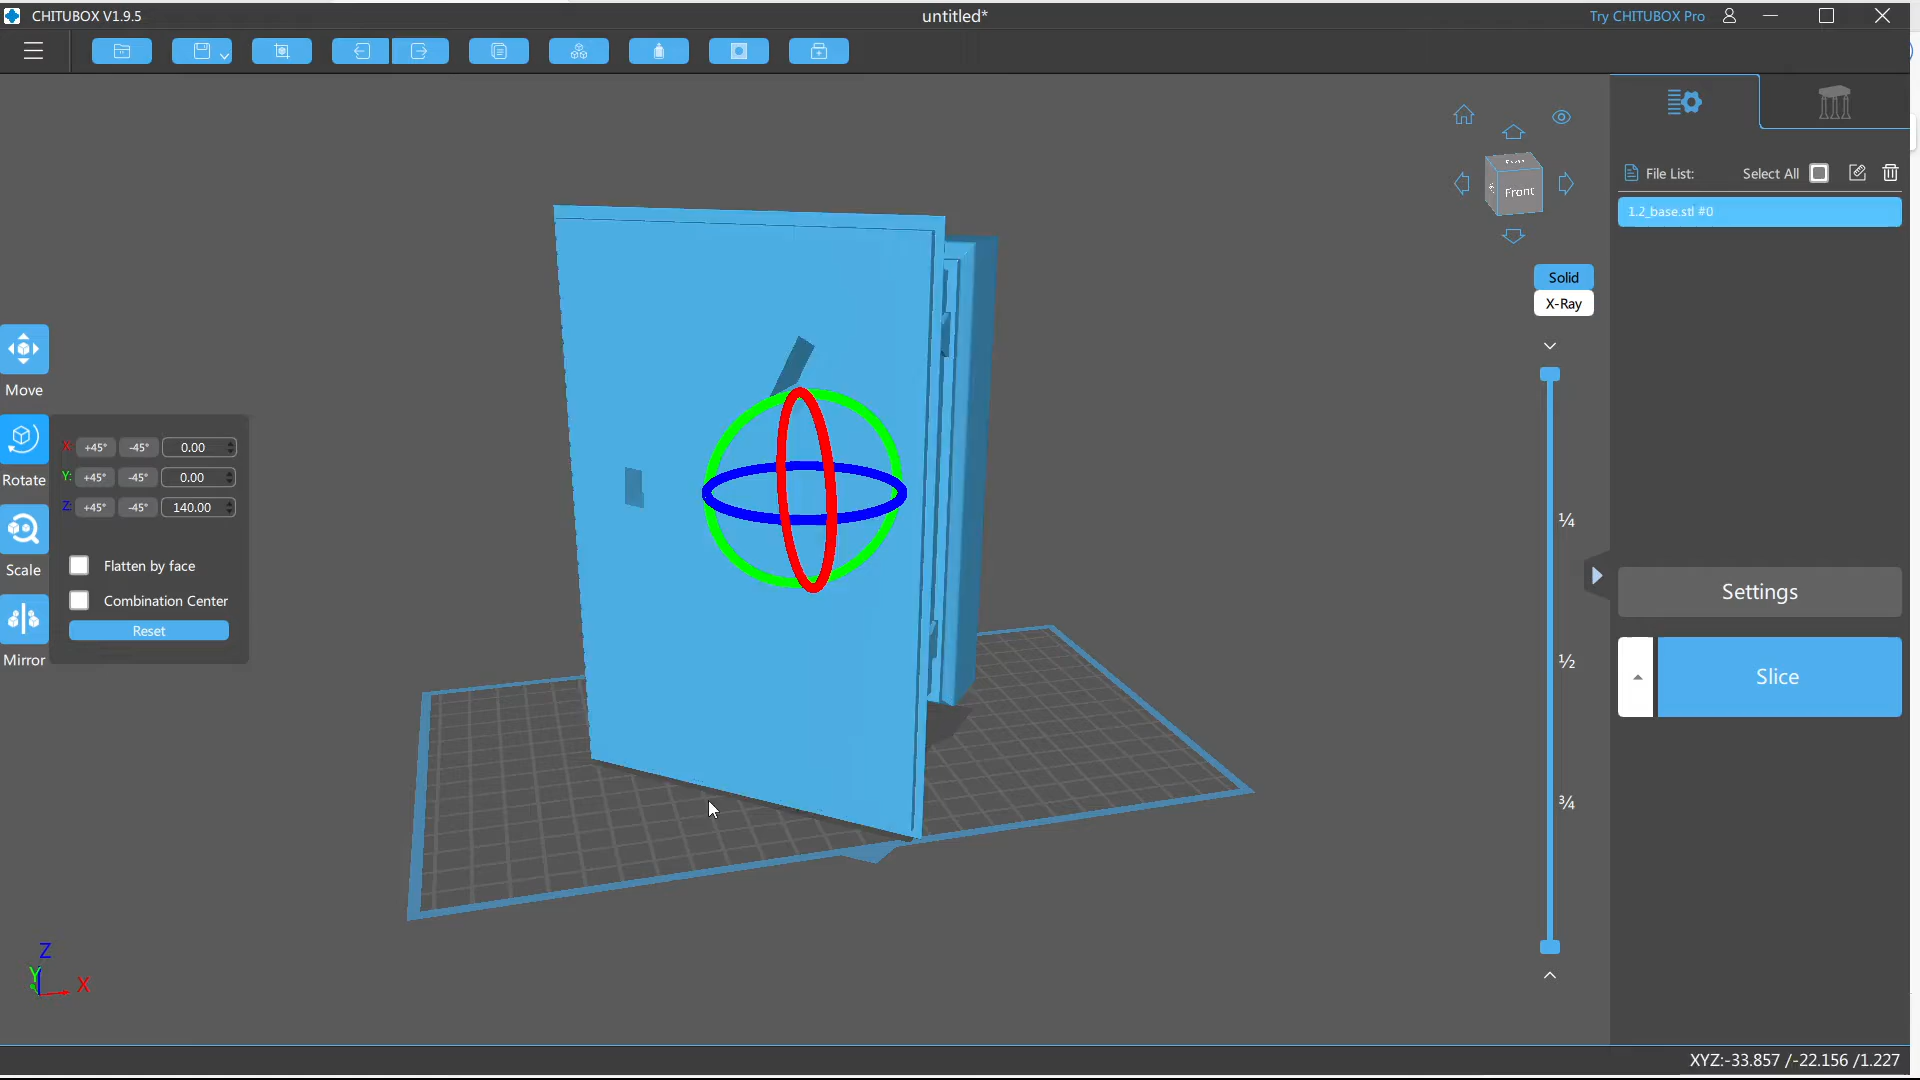 CHITUBOX V1.9.5
untitled*
Try CHITUBOX Pro
File List:
Select All
1.2_base.stl #0
Front
Solid
X-Ray
Move
X: +45° -45° 0.00
Y: +45° -45° 0.00
Z: +45° -45° 140.00
Rotate
Flatten by face
Scale
Combination Center
Reset
Mirror
¼
½
¾
Settings
Slice
Z
Y
X
XYZ:-33.857 /-22.156 /1.227